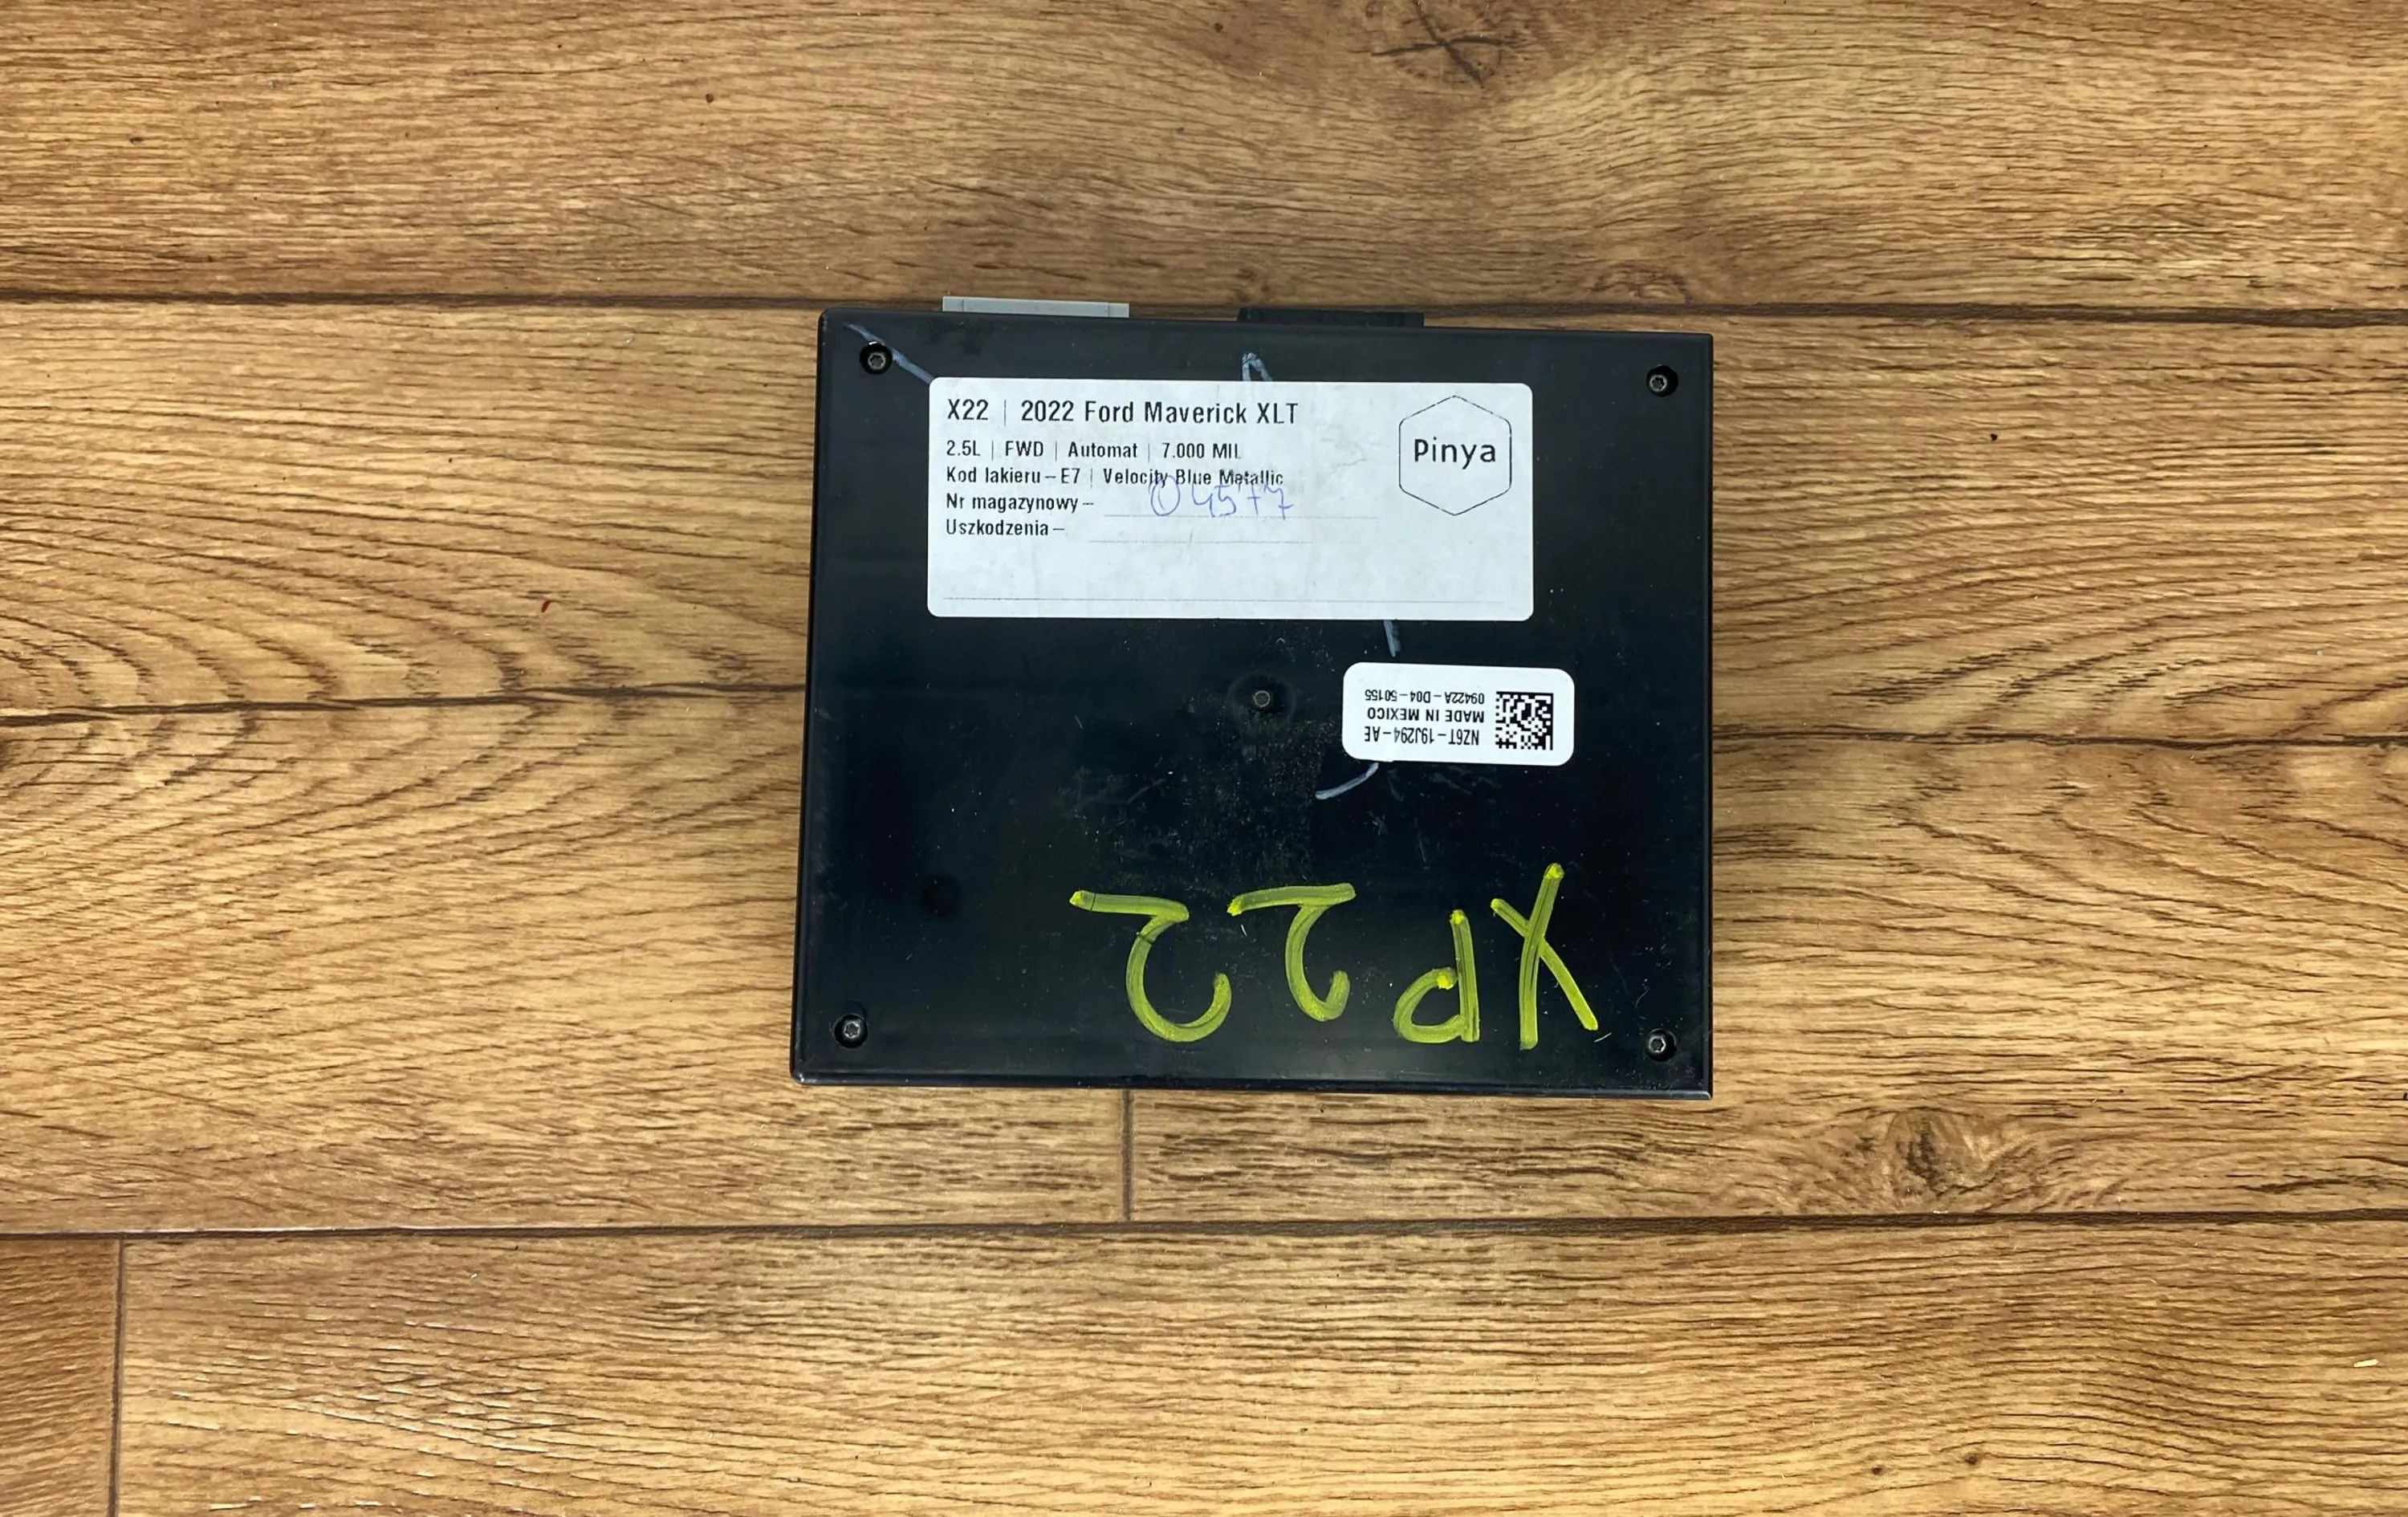 X22 | 2022 Ford Maverick XLT
2.5L | FWD | Automat | 7.000 MIL
Kod lakieru – E7 | Velocity Blue Metallic
Nr magazynowy – 04577
Uszkodzenia –
Pinya
NZ6T-19J294-AE
MADE IN MEXICO
09422A-D04-50155
XP22